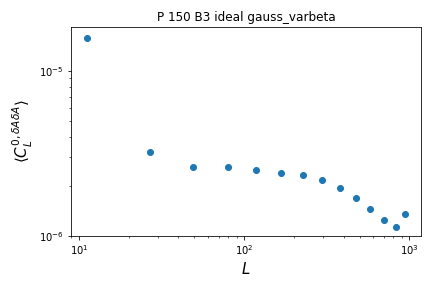 P 150 B3 ideal gauss_varbeta
10⁻⁵
10⁻⁶
⟨C_L^{0, δAδA}⟩
10¹ 10² 10³
L